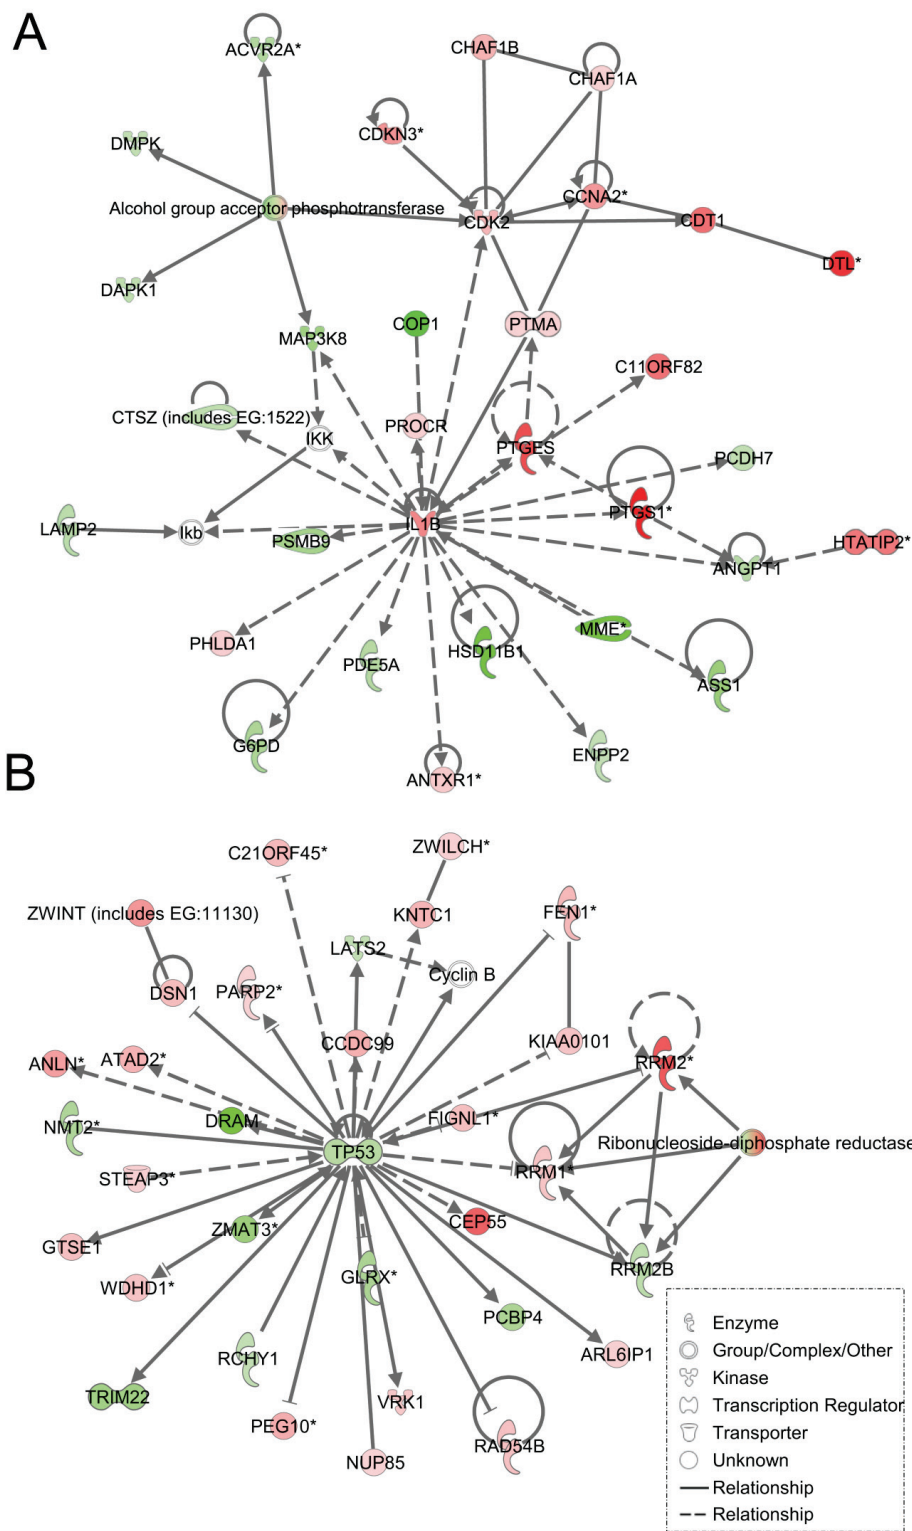 A
ACVR2A*
CHAF1B
CHAF1A
CDKN3*
DMPK
CCNA2*
Alcohol group acceptor phosphotransferase
CDK2
CDT1
DTL*
DAPK1
COP1
PTMA
MAP3K8
C11ORF82
CTSZ (includes EG:1522)
PROCR
IKK
PTGES
PCDH7
PTGS1*
IL1B
LAMP2
Ikb
PSMB9
HTATIP2*
ANGPT1
MME*
PHLDA1
HSD11B1
PDE5A
ASS1
G6PD
ENPP2
ANTXR1*
B
C21ORF45*
ZWILCH*
ZWINT (includes EG:11130)
KNTC1
FEN1*
LATS2
Cyclin B
DSN1
PARP2*
CCDC99
KIAA0101
ANLN*
ATAD2*
RRM2*
DRAM
FIGNL1*
NMT2*
Ribonucleoside-diphosphate reductase
TP53
STEAP3*
RRM1*
CEP55
ZMAT3*
GTSE1
RRM2B
GLRX*
WDHD1*
PCBP4
ARL6IP1
RCHY1
TRIM22
VRK1
PEG10*
RAD54B
NUP85
Enzyme
Group/Complex/Other
Kinase
Transcription Regulator
Transporter
Unknown
Relationship
Relationship